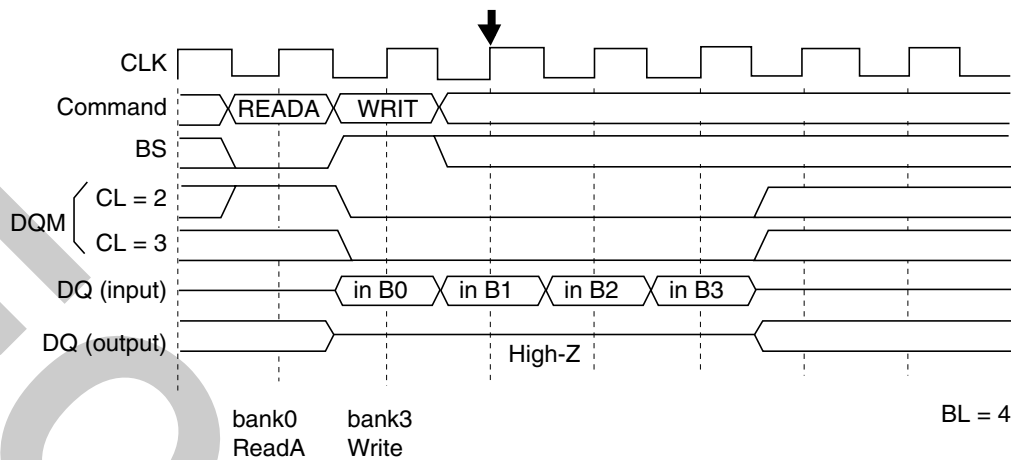 CLK
Command READA WRIT
BS
DQM CL = 2
CL = 3
DQ (input) in B0 in B1 in B2 in B3
DQ (output) High-Z
bank0 bank3 BL = 4
ReadA Write